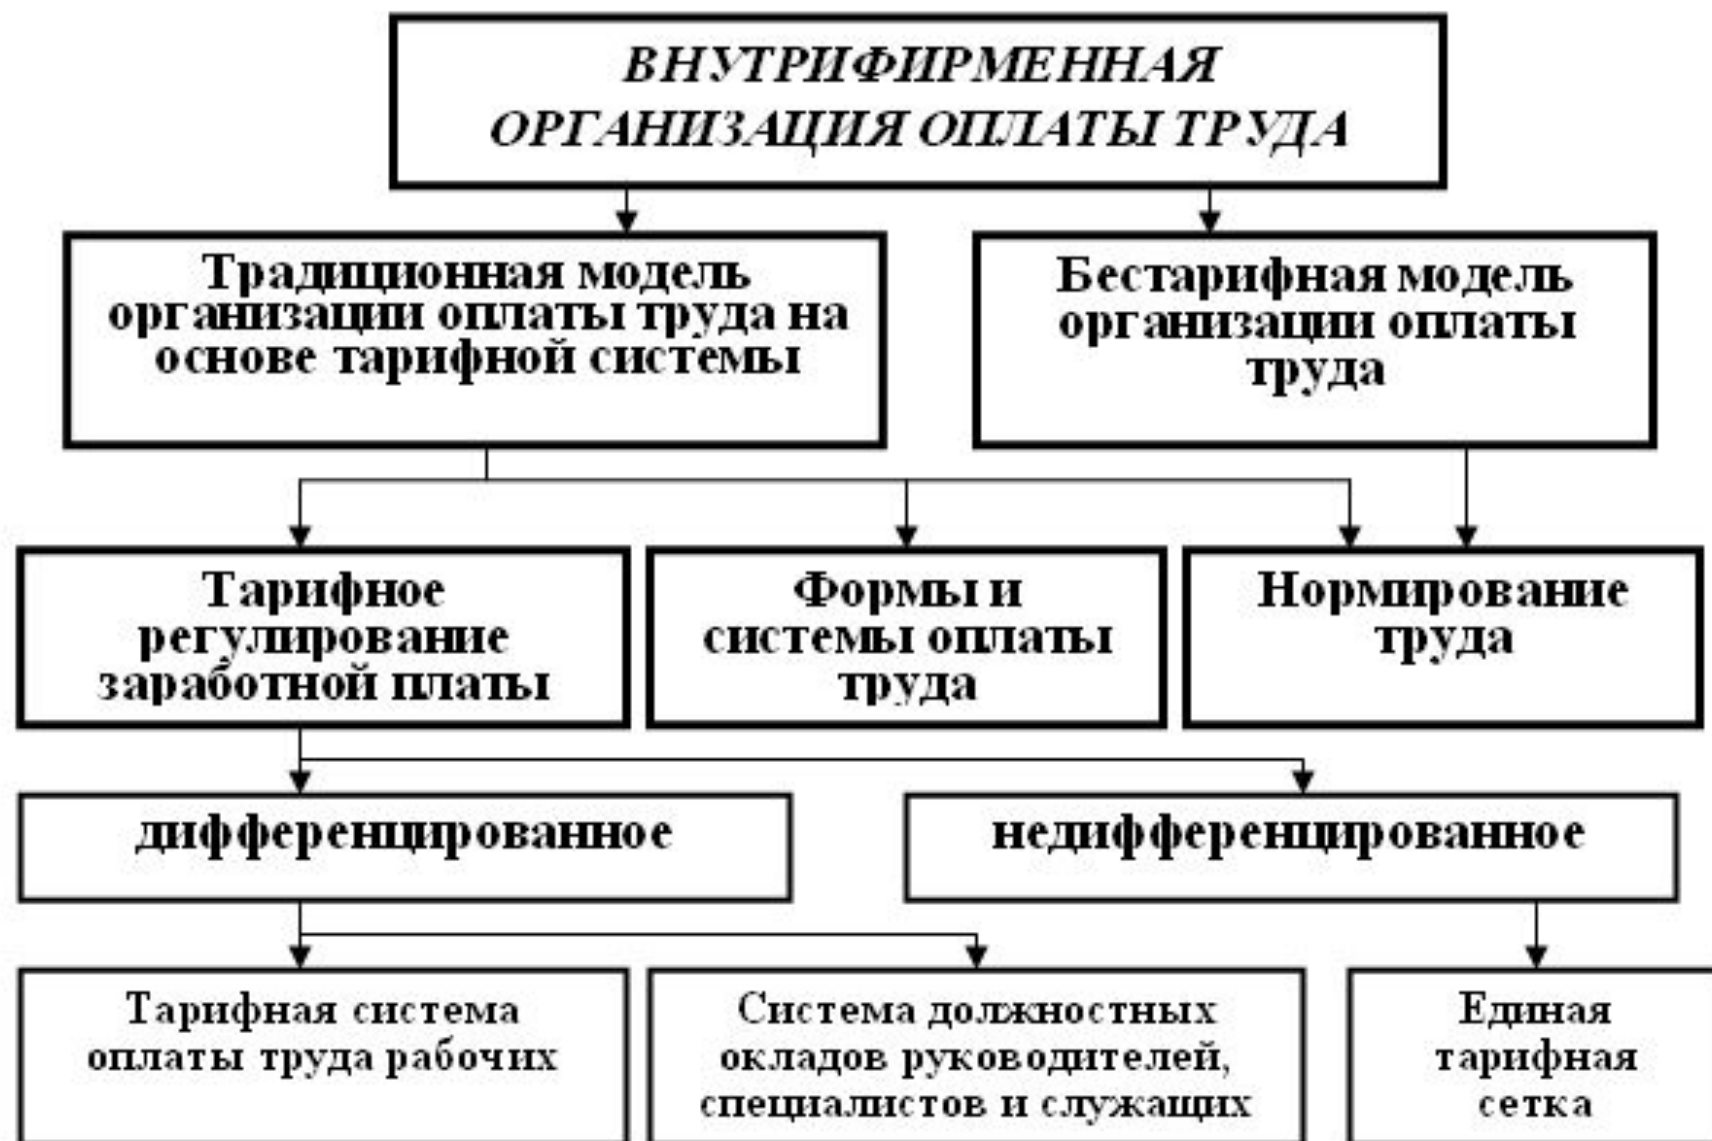 ВНУТРИФИРМЕННАЯ
ОРГАНИЗАЦИЯ ОПЛАТЫ ТРУДА
Традиционная модель
организации оплаты труда на
основе тарифной системы
Бестарифная модель
организации оплаты
труда
Тарифное
регулирование
заработной платы
Формы и
системы оплаты
труда
Нормирование
труда
дифференцированное
недифференцированное
Тарифная система
оплаты труда рабочих
Система должностных
окладов руководителей,
специалистов и служащих
Единая
тарифная
сетка